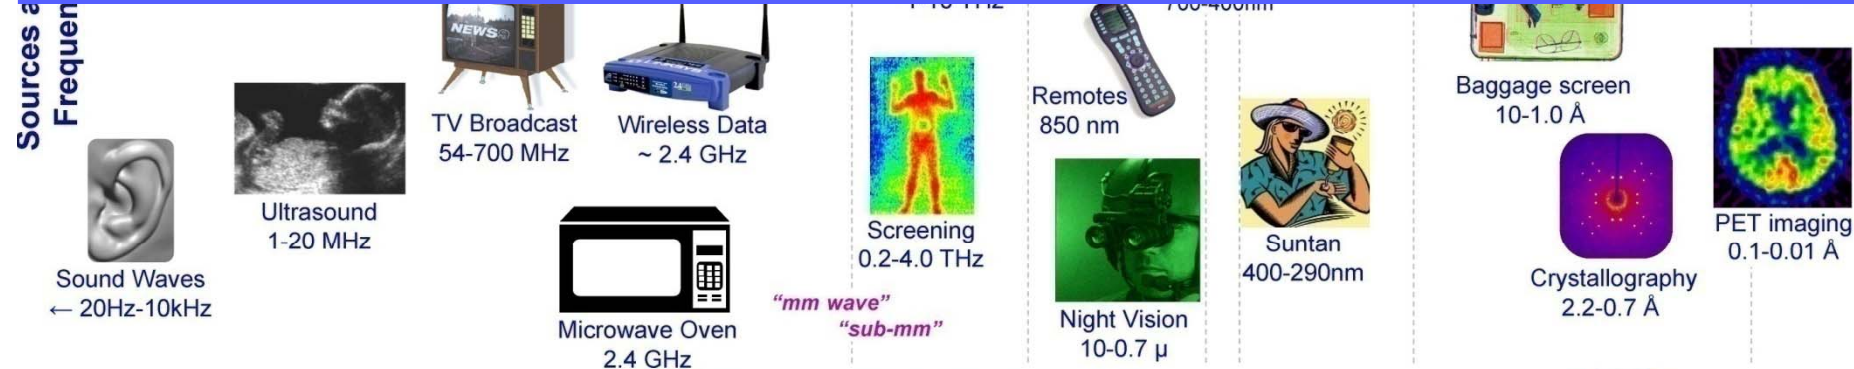 Sources a
Frequen
NEWS
TV Broadcast
54-700 MHz
Wireless Data
~ 2.4 GHz
Ultrasound
1-20 MHz
Sound Waves
← 20Hz-10kHz
Microwave Oven
2.4 GHz
"mm wave"
"sub-mm"
Screening
0.2-4.0 THz
Remotes
850 nm
Night Vision
10-0.7 µ
Suntan
400-290nm
Baggage screen
10-1.0 Å
Crystallography
2.2-0.7 Å
PET imaging
0.1-0.01 Å